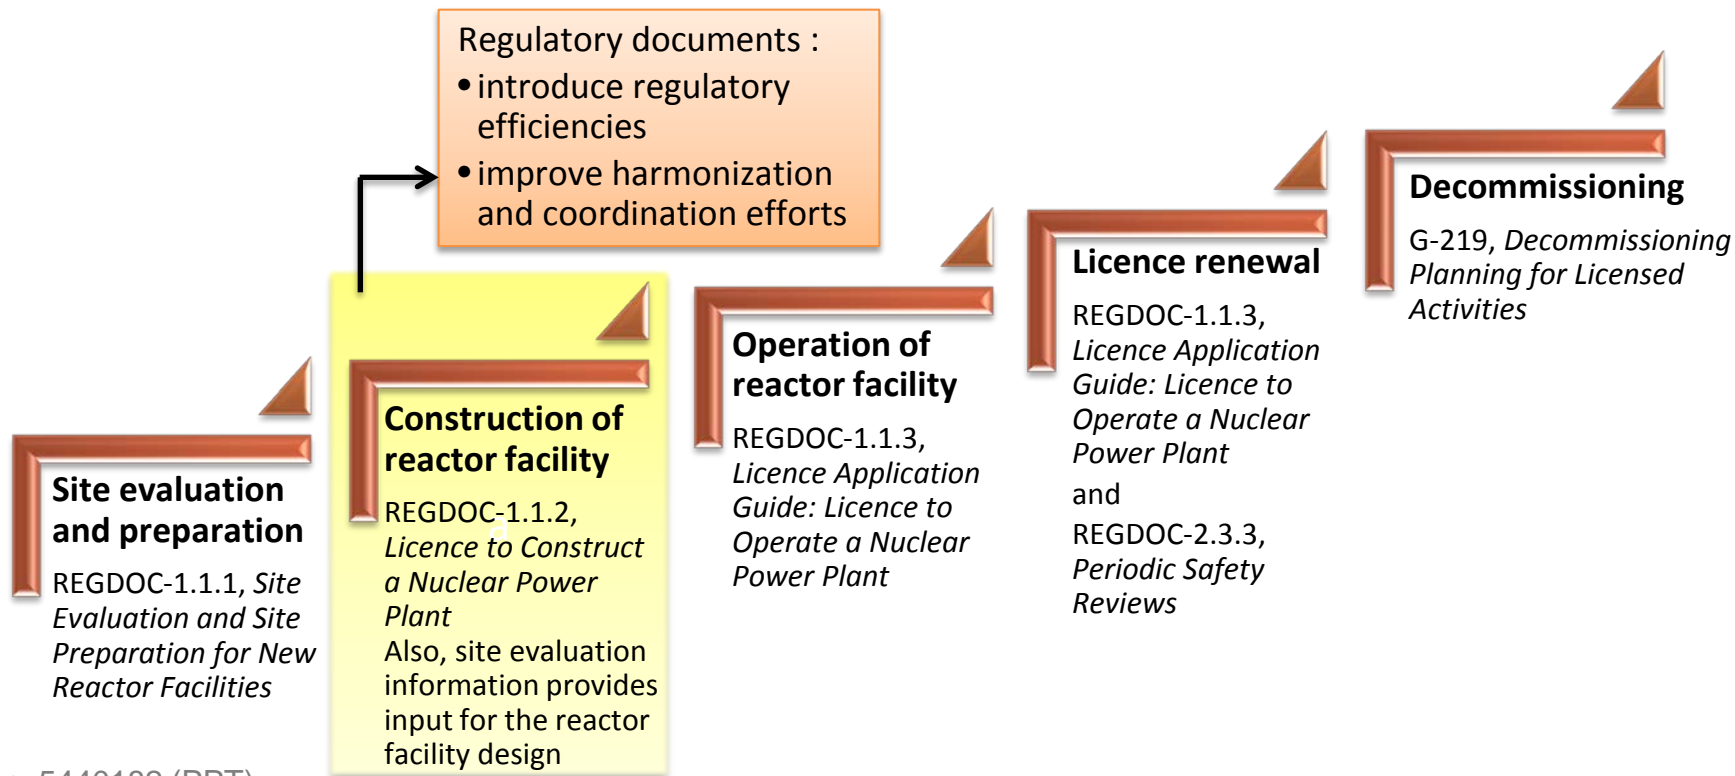 Regulatory documents :
• introduce regulatory
efficiencies
• improve harmonization
and coordination efforts
Site evaluation
and preparation
REGDOC-1.1.1, Site
Evaluation and Site
Preparation for New
Reactor Facilities
Construction of
reactor facility
REGDOC-1.1.2,
Licence to Construct
a Nuclear Power
Plant
Also, site evaluation
information provides
input for the reactor
facility design
Operation of
reactor facility
REGDOC-1.1.3,
Licence Application
Guide: Licence to
Operate a Nuclear
Power Plant
Licence renewal
REGDOC-1.1.3,
Licence Application
Guide: Licence to
Operate a Nuclear
Power Plant
and
REGDOC-2.3.3,
Periodic Safety
Reviews
Decommissioning
G-219, Decommissioning
Planning for Licensed
Activities